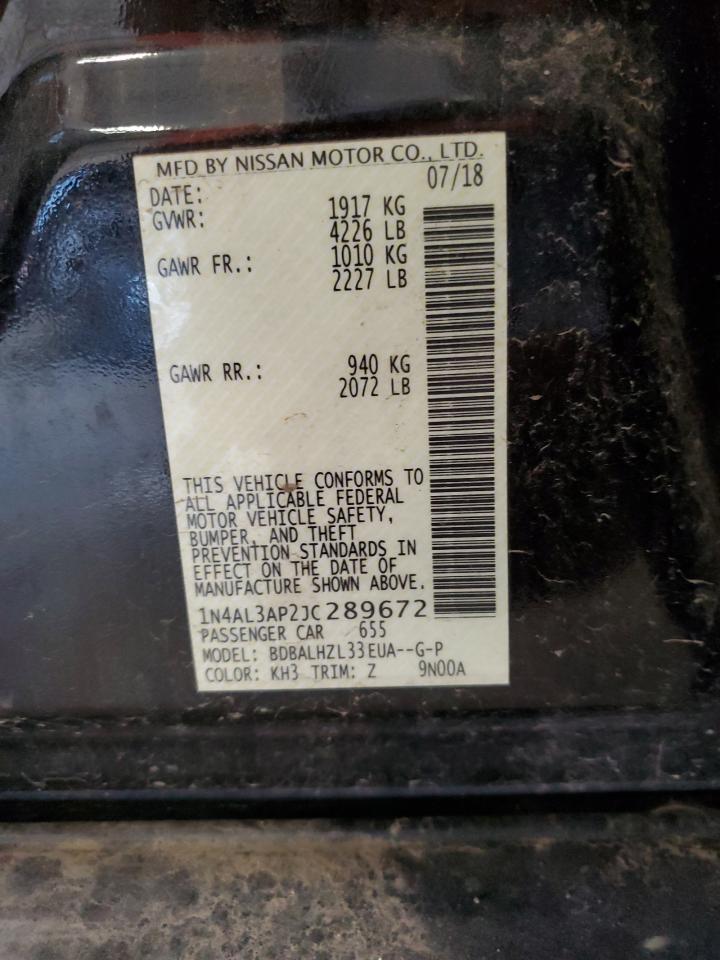 MFD BY NISSAN MOTOR CO., LTD.
DATE: 07/18
GVWR: 1917 KG
4226 LB
GAWR FR.: 1010 KG
2227 LB
GAWR RR.: 940 KG
2072 LB
THIS VEHICLE CONFORMS TO
ALL APPLICABLE FEDERAL
MOTOR VEHICLE SAFETY,
BUMPER, AND THEFT
PREVENTION STANDARDS IN
EFFECT ON THE DATE OF
MANUFACTURE SHOWN ABOVE.
1N4AL3AP2JC289672
PASSENGER CAR 655
MODEL: BDBALHZL33EUA--G-P
COLOR: KH3 TRIM: Z 9N00A